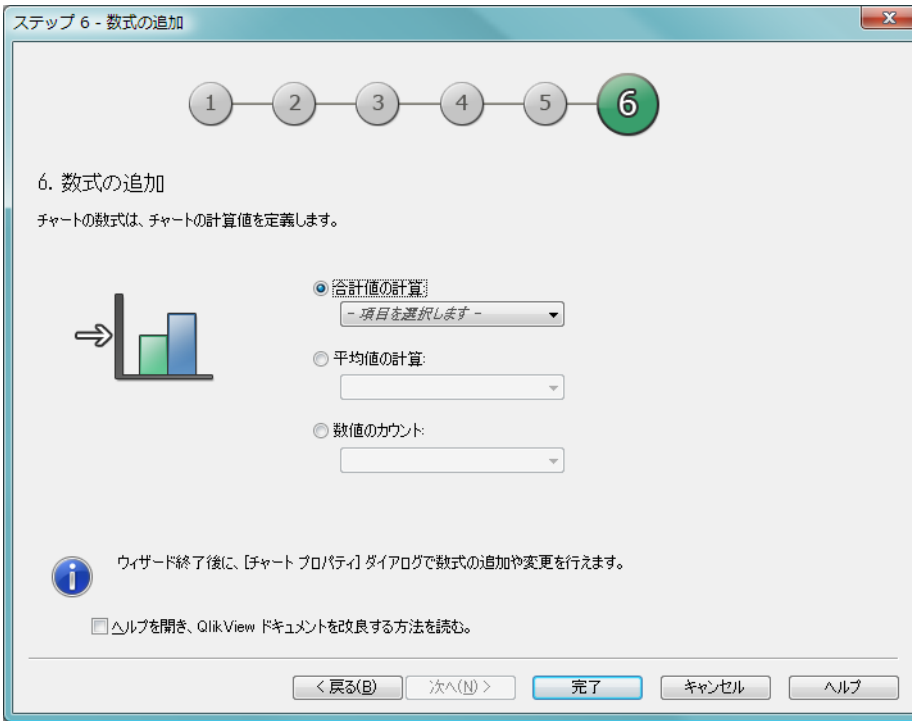 ステップ 6 - 数式の追加
1 2 3 4 5 6
6. 数式の追加
チャートの数式は、チャートの計算値を定義します。
合計値の計算:
- 項目を選択します -
平均値の計算:
数値のカウント:
ウィザード終了後に、[チャート プロパティ] ダイアログで数式の追加や変更を行えます。
ヘルプを開き、QlikView ドキュメントを改良する方法を読む。
< 戻る(B) 次へ(N) > 完了 キャンセル ヘルプ